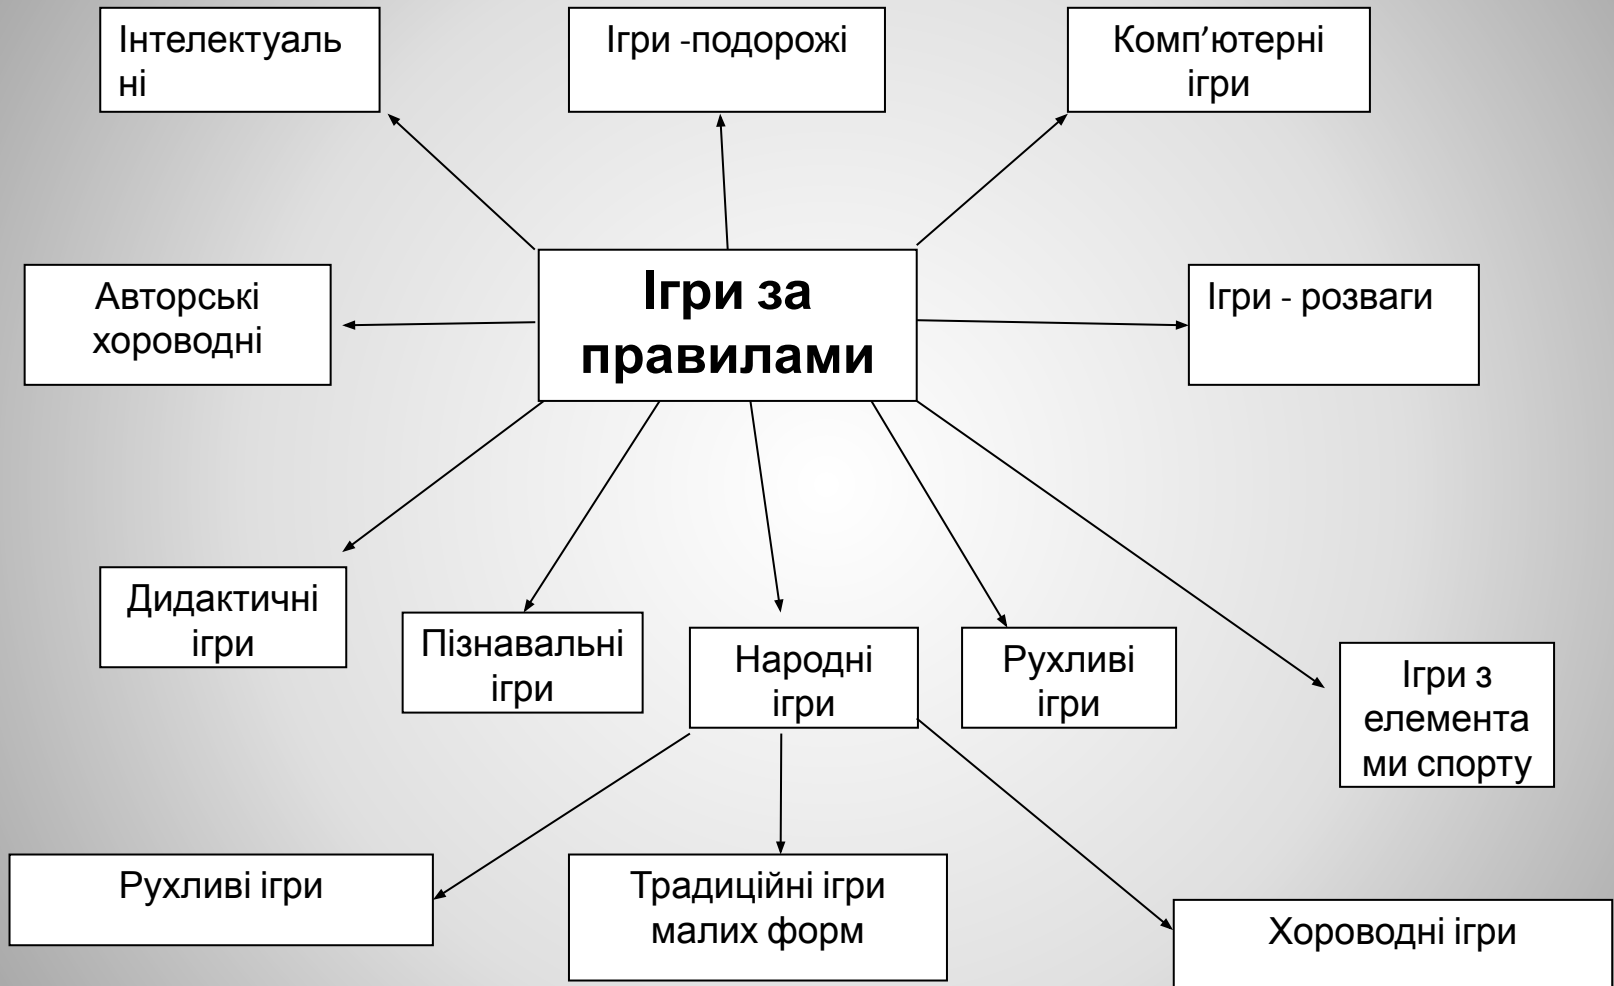 Інтелектуаль
ні
Ігри -подорожі
Комп’ютерні
ігри
Авторські
хороводні
Ігри за
правилами
Ігри - розваги
Дидактичні
ігри
Пізнавальні
ігри
Народні
ігри
Рухливі
ігри
Ігри з
елемента
ми спорту
Рухливі ігри
Традиційні ігри
малих форм
Хороводні ігри